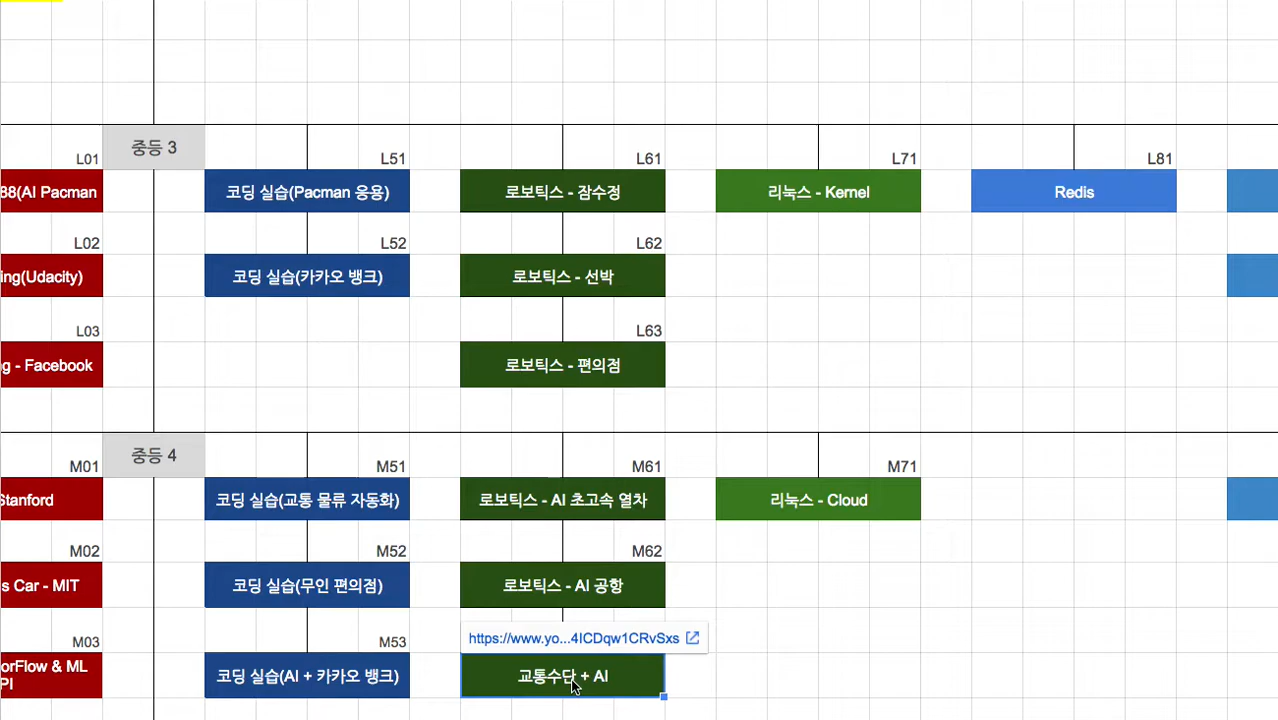 중등 3
L01
L51
L61
L71
L81
88(AI Pacman
코딩 실습(Pacman 응용)
로보틱스 - 잠수정
리눅스 - Kernel
Redis
L02
L52
L62
ing(Udacity)
코딩 실습(카카오 뱅크)
로보틱스 - 선박
L03
L63
g - Facebook
로보틱스 - 편의점
중등 4
M01
M51
M61
M71
Stanford
코딩 실습(교통 물류 자동화)
로보틱스 - AI 초고속 열차
리눅스 - Cloud
M02
M52
M62
s Car - MIT
코딩 실습(무인 편의점)
로보틱스 - AI 공항
https://www.yo...4ICDqw1CRvSxs
M03
M53
orFlow & ML
PI
코딩 실습(AI + 카카오 뱅크)
교통수단 + AI